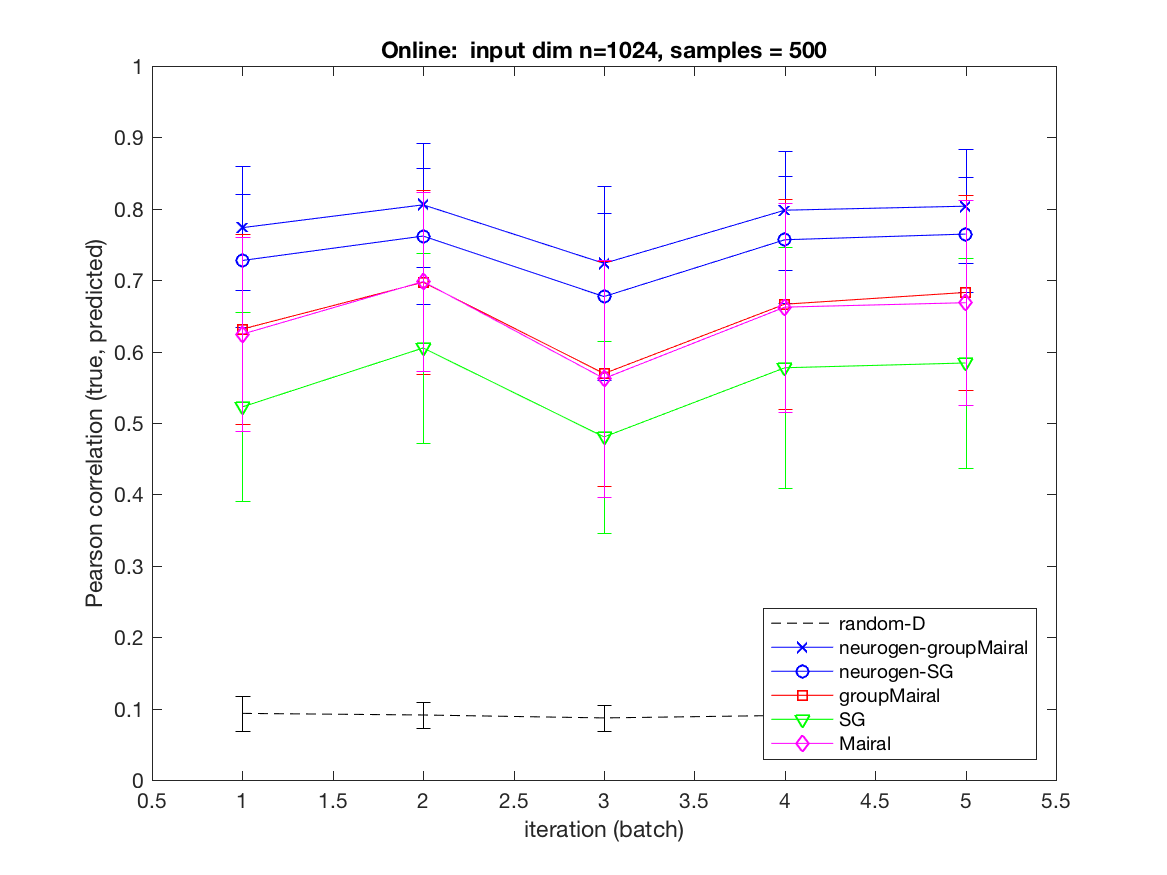 Online: input dim n=1024, samples = 500
1
0.9
0.8
0.7
0.6
0.5
0.4
0.3
0.2
0.1
0
Pearson correlation (true, predicted)
random-D
neurogen-groupMairal
neurogen-SG
groupMairal
SG
Mairal
0.5 1 1.5 2 2.5 3 3.5 4 4.5 5 5.5
iteration (batch)